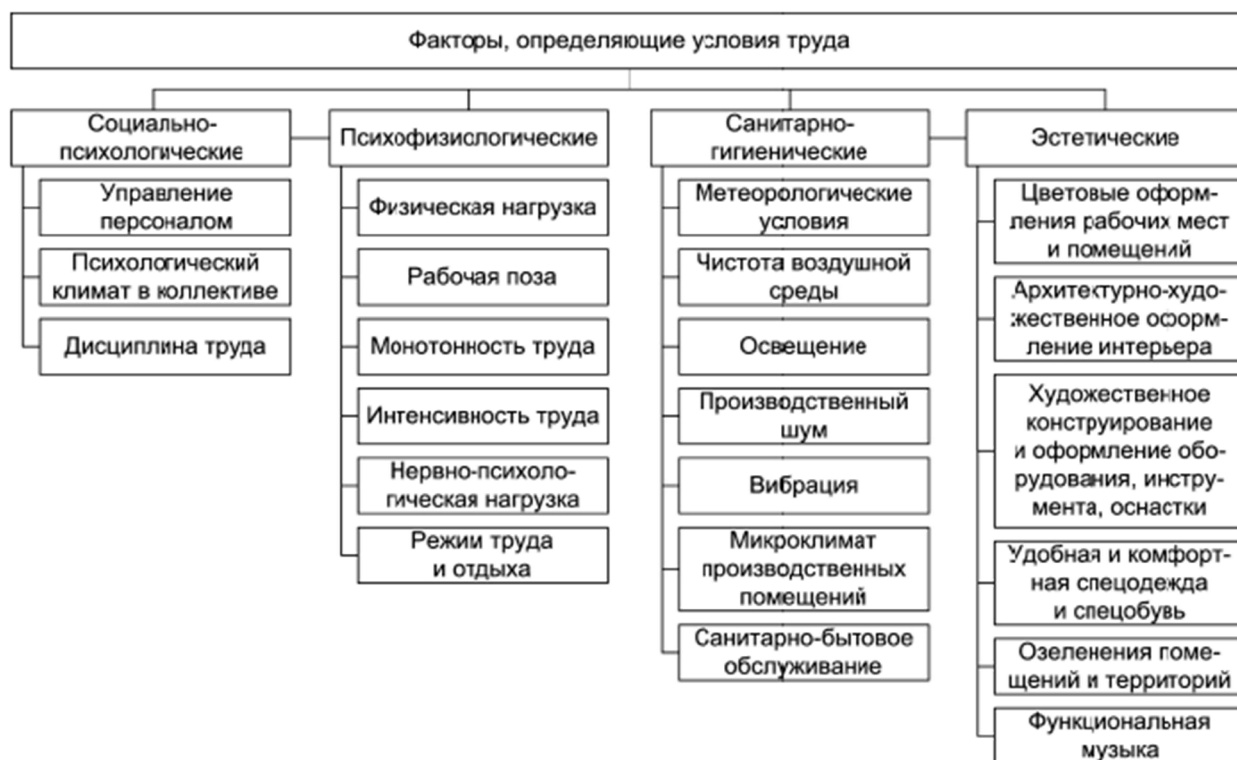 Факторы, определяющие условия труда
Социально-
психологические
Управление
персоналом
Психологический
климат в коллективе
Дисциплина труда
Психофизиологические
Физическая нагрузка
Рабочая поза
Монотонность труда
Интенсивность труда
Нервно-психоло-
гическая нагрузка
Режим труда
и отдыха
Санитарно-
гигиенические
Метеорологические
условия
Чистота воздушной
среды
Освещение
Производственный
шум
Вибрация
Микроклимат
производственных
помещений
Санитарно-бытовое
обслуживание
Эстетические
Цветовые оформ-
ления рабочих мест
и помещений
Архитектурно-худо-
жественное оформ-
ление интерьера
Художественное
конструирование
и оформление обо-
рудования, инстру-
мента, оснастки
Удобная и комфорт-
ная спецодежда
и спецобувь
Озеленения поме-
щений и территорий
Функциональная
музыка